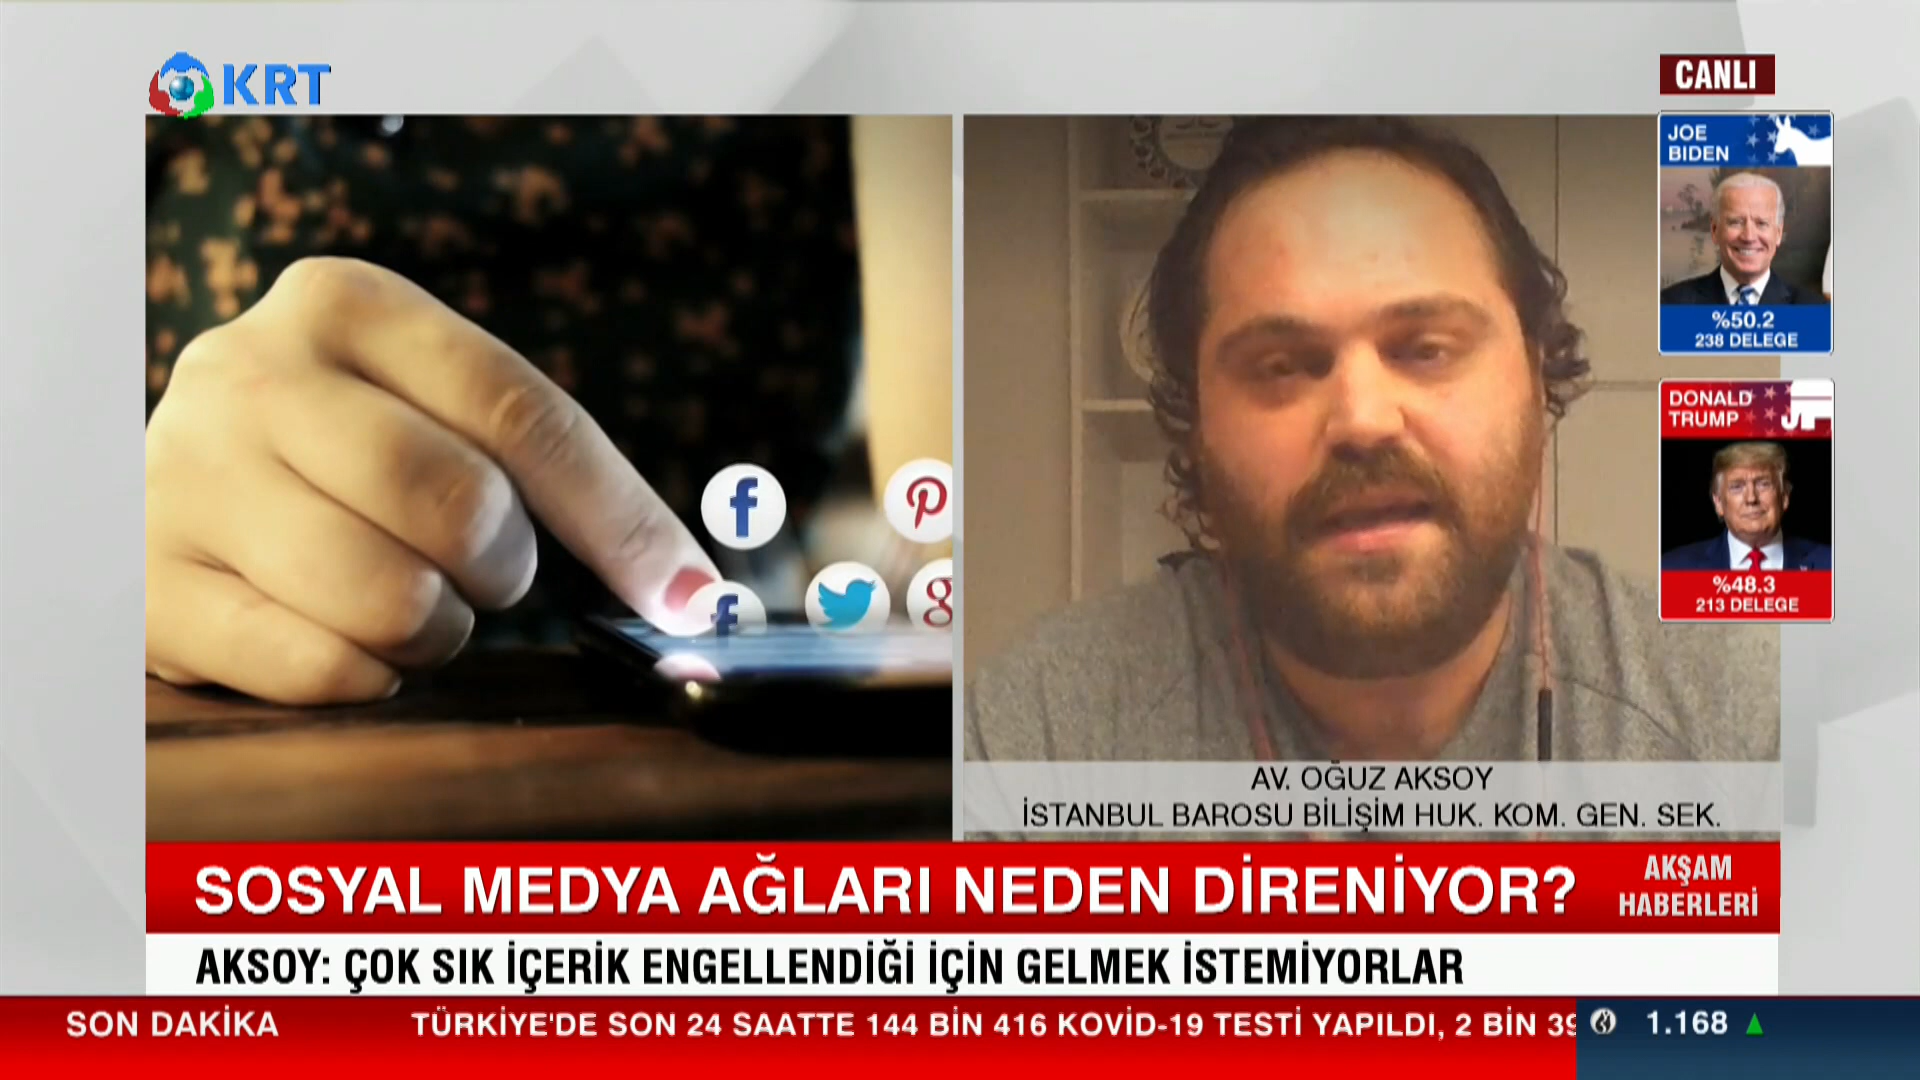 KRT
CANLI
JOE
BIDEN
%50.2
238 DELEGE
DONALD
TRUMP
%48.3
213 DELEGE
AV. OĞUZ AKSOY
İSTANBUL BAROSU BİLİŞİM HUK. KOM. GEN. SEK.
SOSYAL MEDYA AĞLARI NEDEN DİRENİYOR?
AKŞAM
HABERLERİ
AKSOY: ÇOK SIK İÇERİK ENGELLENDİĞİ İÇİN GELMEK İSTEMİYORLAR
SON DAKİKA
TÜRKİYE'DE SON 24 SAATTE 144 BİN 416 KOVİD-19 TESTİ YAPILDI, 2 BİN 39
1.168